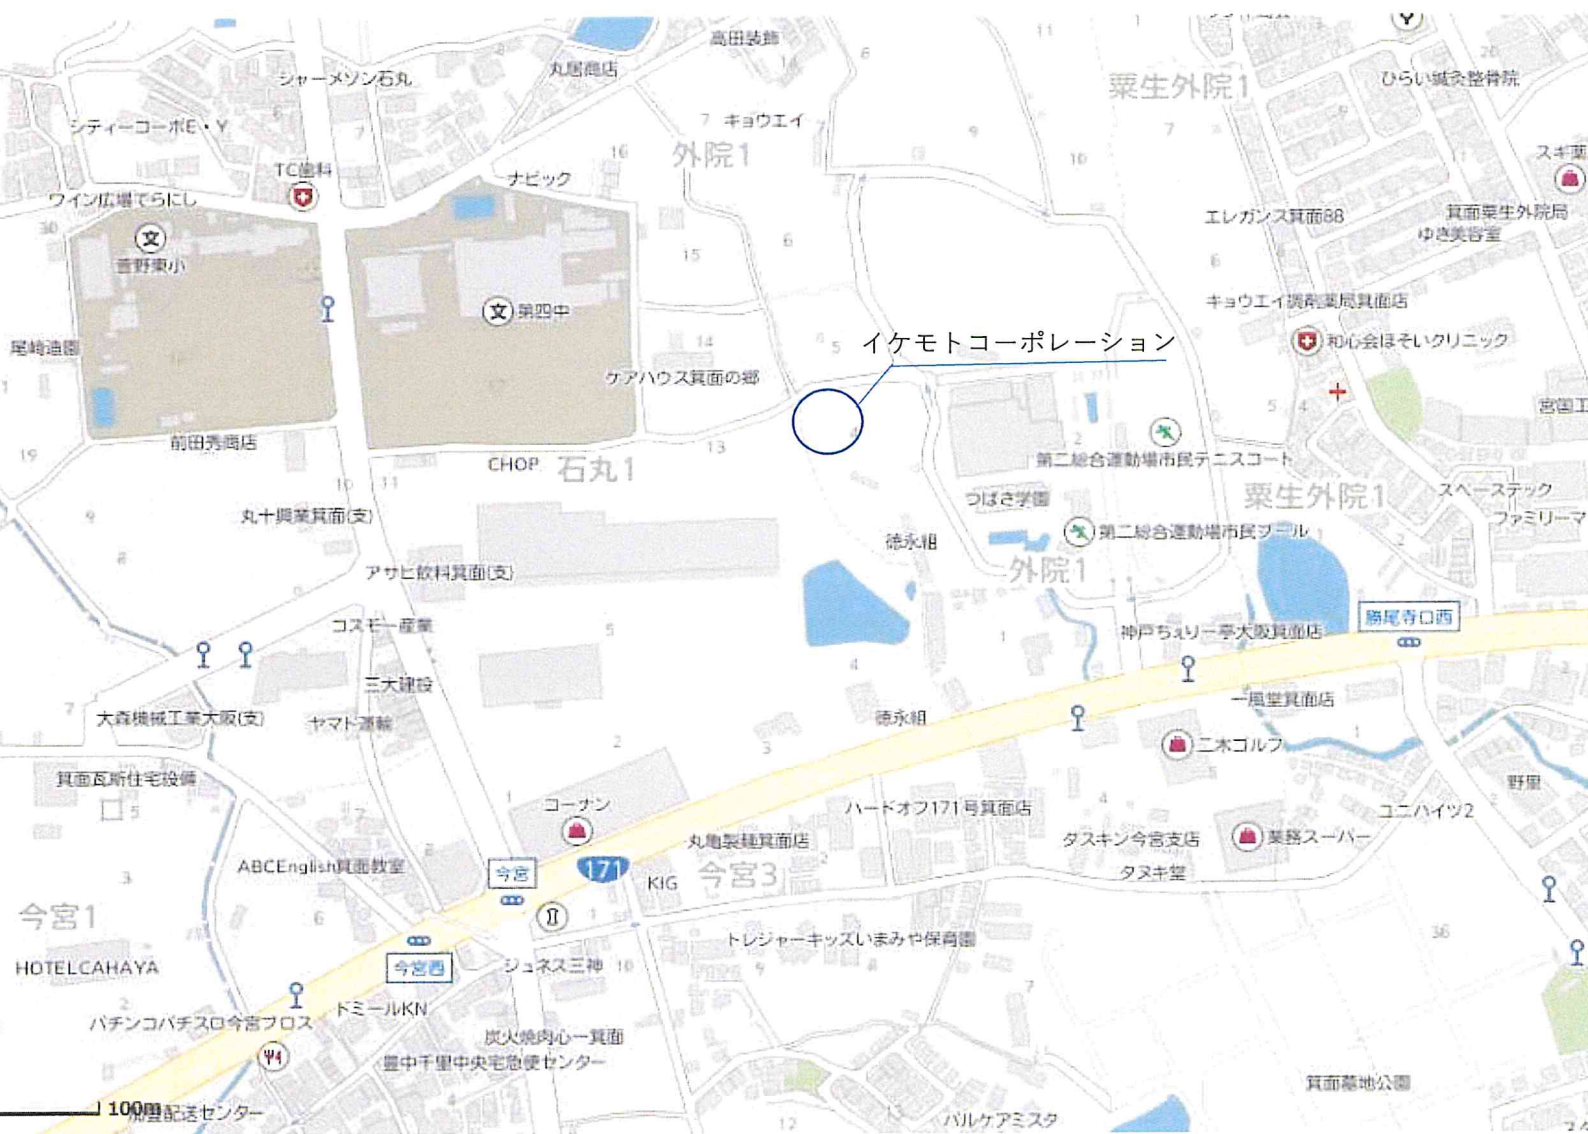 高田装飾
丸居商店
シャーメゾン石丸
粟生外院1
ひらい鍼灸整骨院
シティーコーポE・Y
キョウエイ
外院1
TC歯科
ナビック
ワイン広場てらにし
エレガンス箕面88
箕面粟生外院局
ゆき美容室
萱野東小
第四中
キョウエイ調剤薬局箕面店
尾崎造園
イケモトコーポレーション
和心会ほそいクリニック
ケアハウス箕面の郷
前田秀商店
CHOP
石丸1
第二総合運動場市民テニスコート
つばさ学園
粟生外院1
スペーステック
丸十興業箕面(支)
ファミリーマ
徳永組
第二総合運動場市民プール
アサヒ飲料箕面(支)
外院1
コスモー産業
神戸ちぇりー亭大阪箕面店
勝尾寺口西
三大建設
大森機械工業大阪(支)
ヤマト運輸
徳永組
一風堂箕面店
二木ゴルフ
箕面瓦斯住宅設備
野里
コーナン
ハードオフ171号箕面店
ユニハイツ2
丸亀製麺箕面店
タスキン今宮支店
業務スーパー
ABCEnglish箕面教室
今宮
171
KIG
今宮3
タヌキ堂
今宮1
トレジャーキッズいまみや保育園
HOTELCAHAYA
今宮西
ジュネス三神
パチンコパチスロ今宮プロス
ドミールKN
炭火焼肉心一箕面
豊中千里中央宅急便センター
箕面墓地公園
100m
配送センター
パルケアミスタ